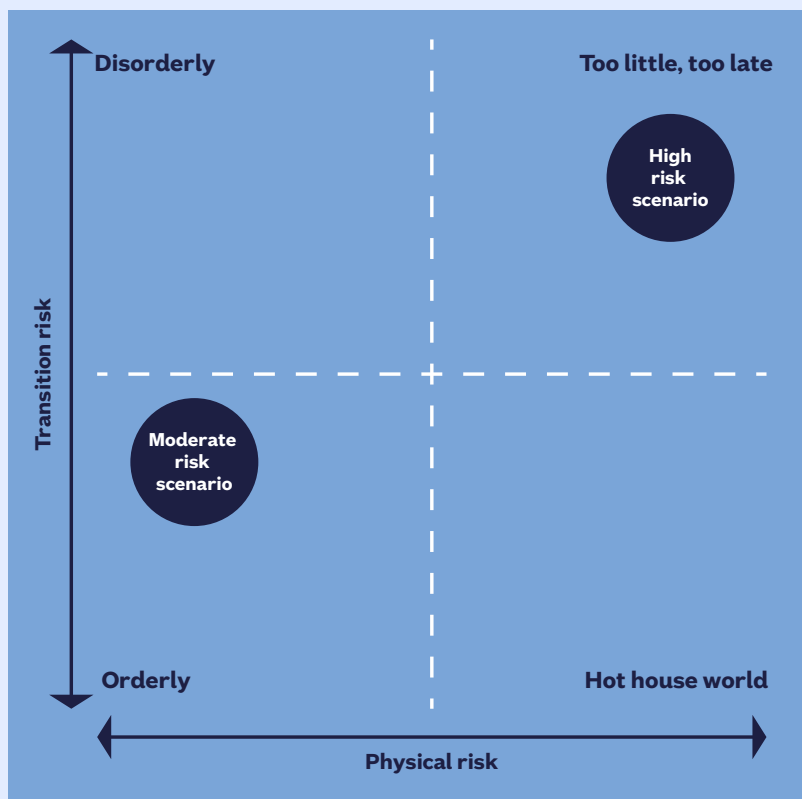 Disorderly
Too little, too late
High
risk
scenario
Transition risk
Moderate
risk
scenario
Orderly
Hot house world
Physical risk